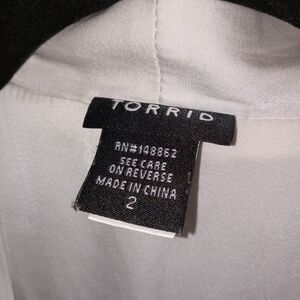 TORRID
RN#148862
SEE CARE
ON REVERSE
MADE IN CHINA
2